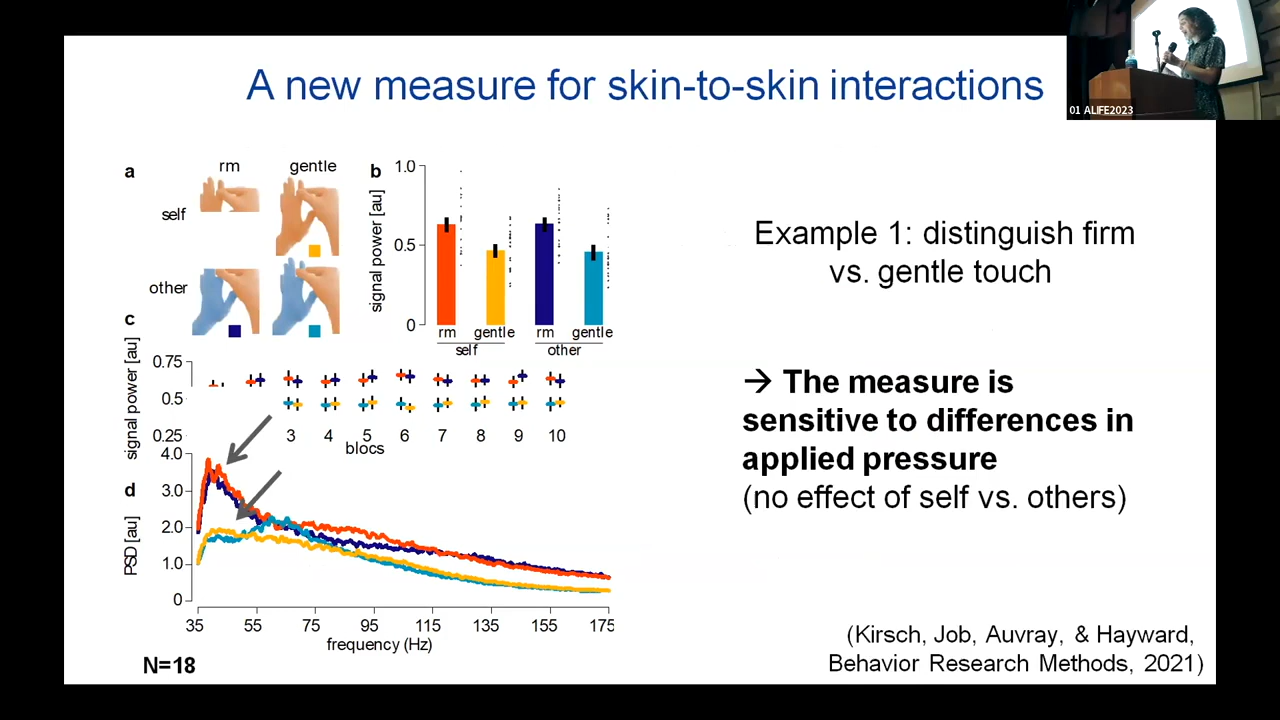 A new measure for skin-to-skin interactions
01 ALIFE2023
a
rm
gentle
self
other
b
signal power [au]
1.0
0.5
0
rm
gentle
rm
gentle
self
other
c
signal power [au]
0.75
0.5
0.25
3
4
5
6
7
8
9
10
blocs
d
PSD [au]
4.0
3.0
2.0
1.0
0
35
55
75
95
115
135
155
175
frequency (Hz)
N=18
Example 1: distinguish firm
vs. gentle touch
→ The measure is
sensitive to differences in
applied pressure
(no effect of self vs. others)
(Kirsch, Job, Auvray, & Hayward,
Behavior Research Methods, 2021)